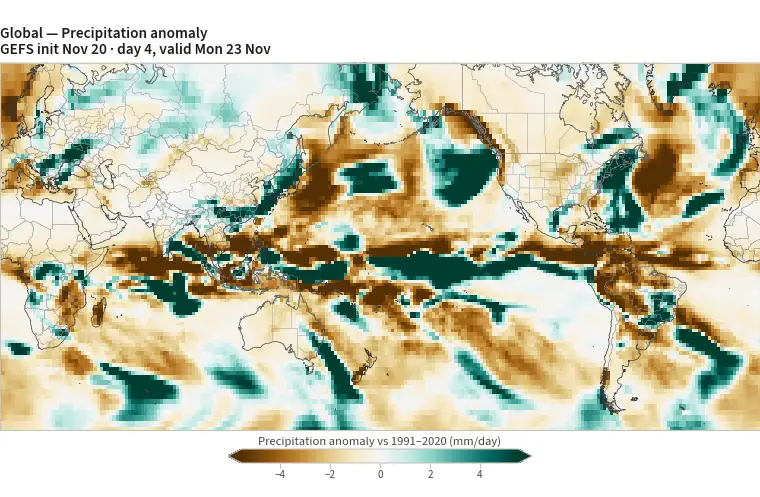 Global — Precipitation anomaly
GEFS init Nov 20 · day 4, valid Mon 23 Nov
Precipitation anomaly vs 1991–2020 (mm/day)
−4 −2 0 2 4